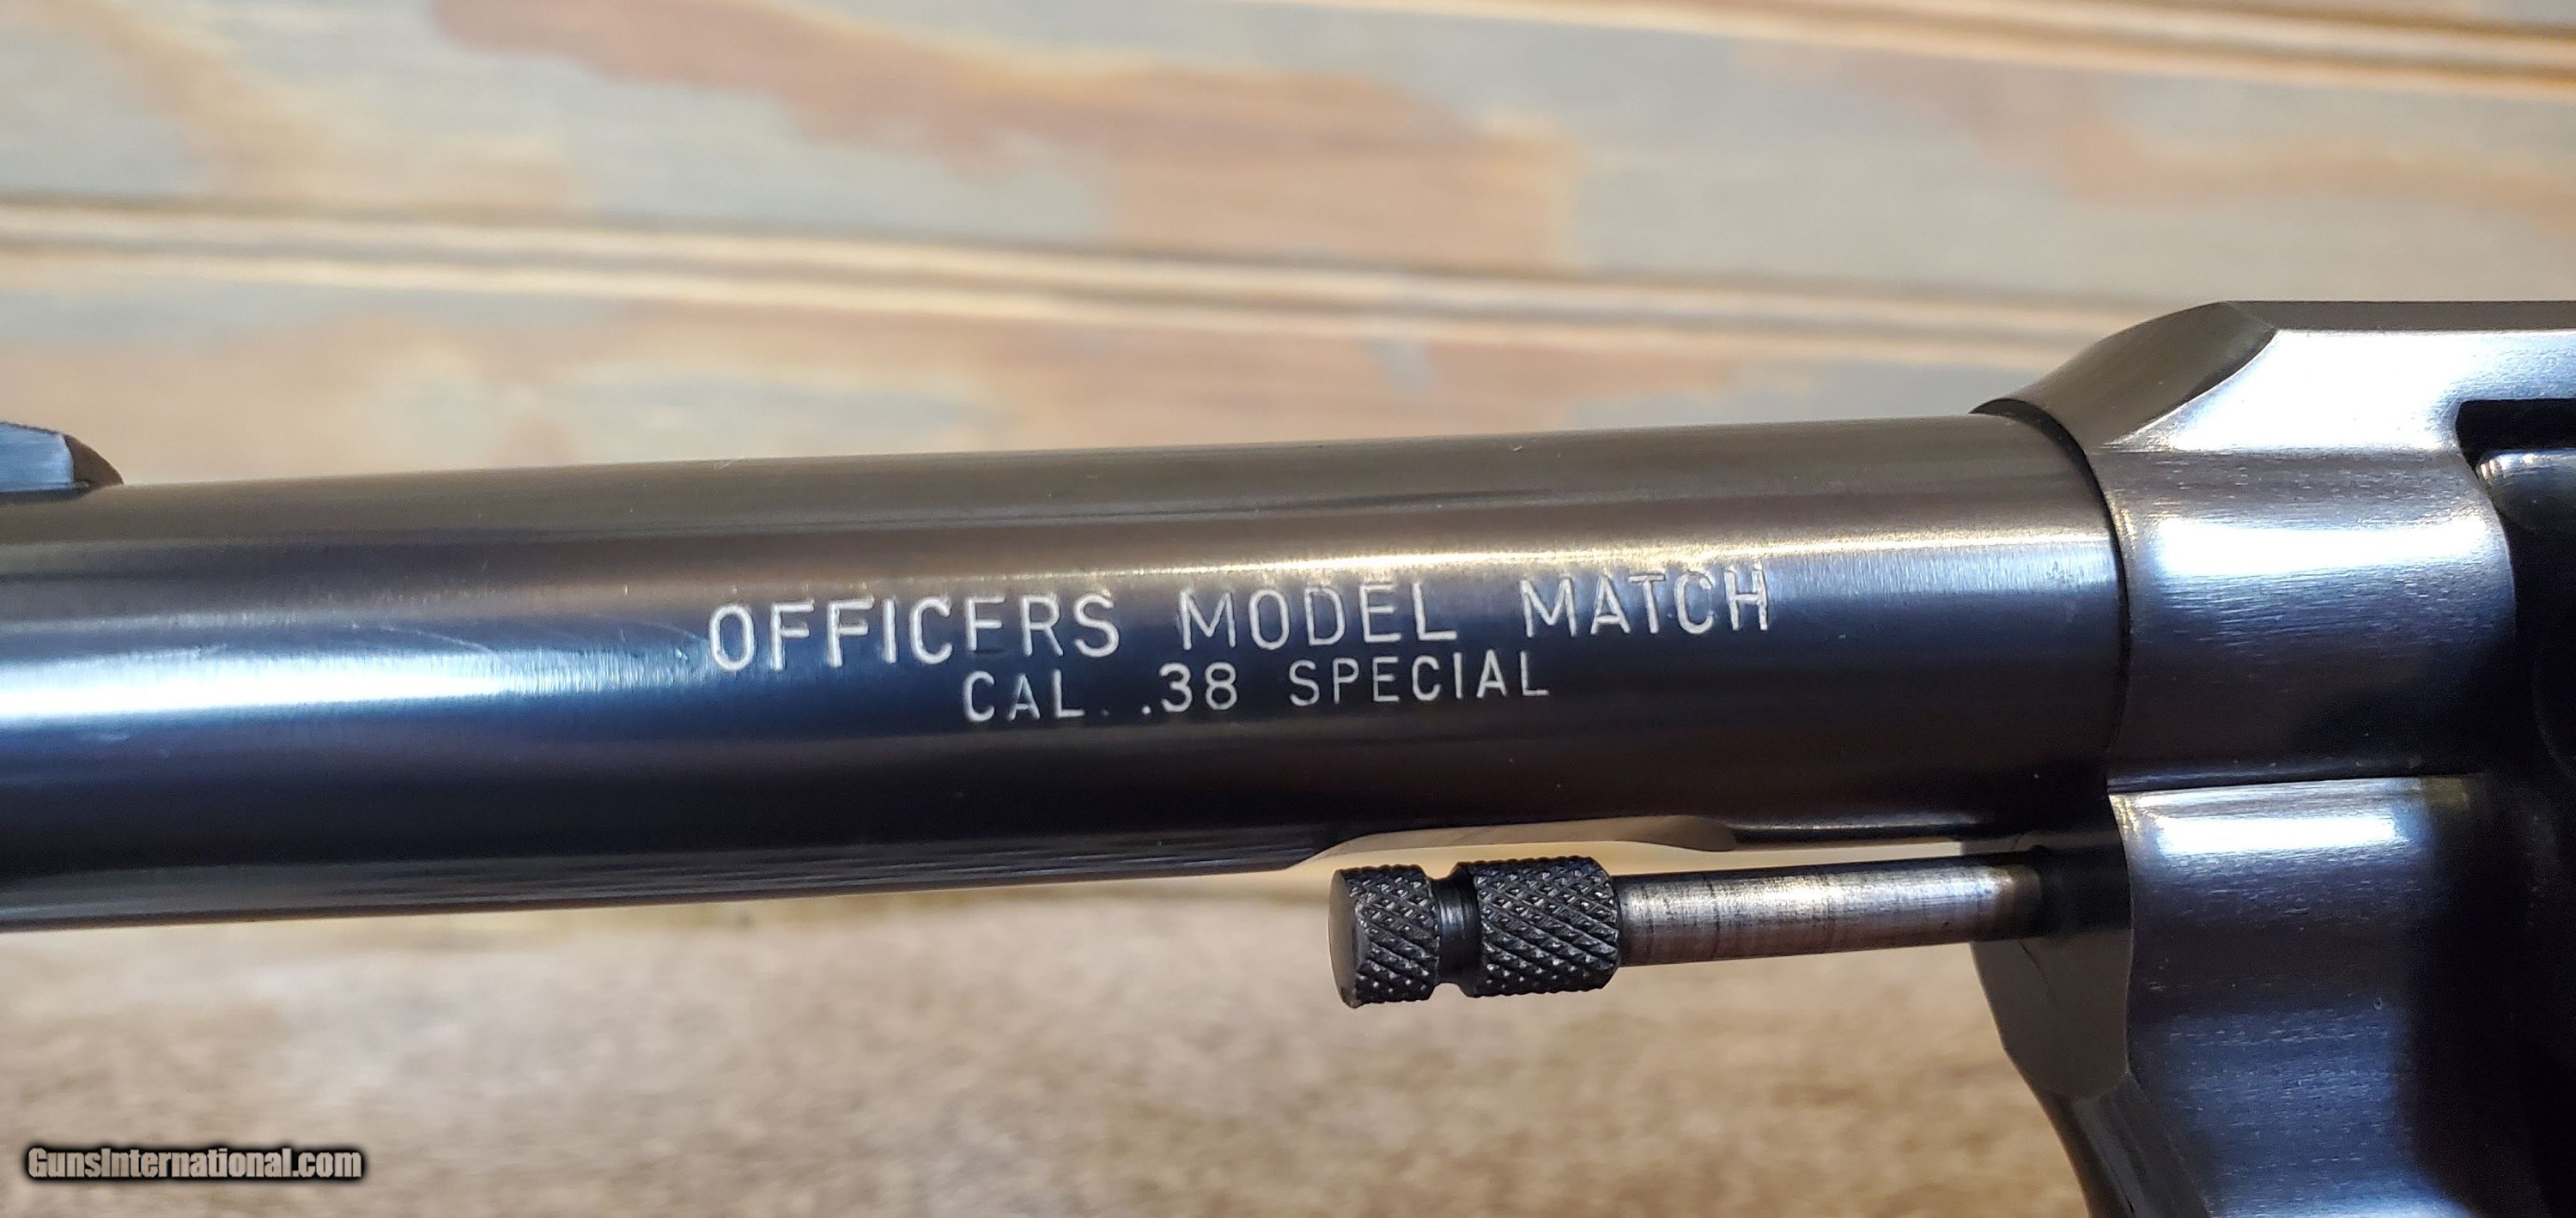 OFFICERS MODEL MATCH
CAL. .38 SPECIAL
GunsInternational.com